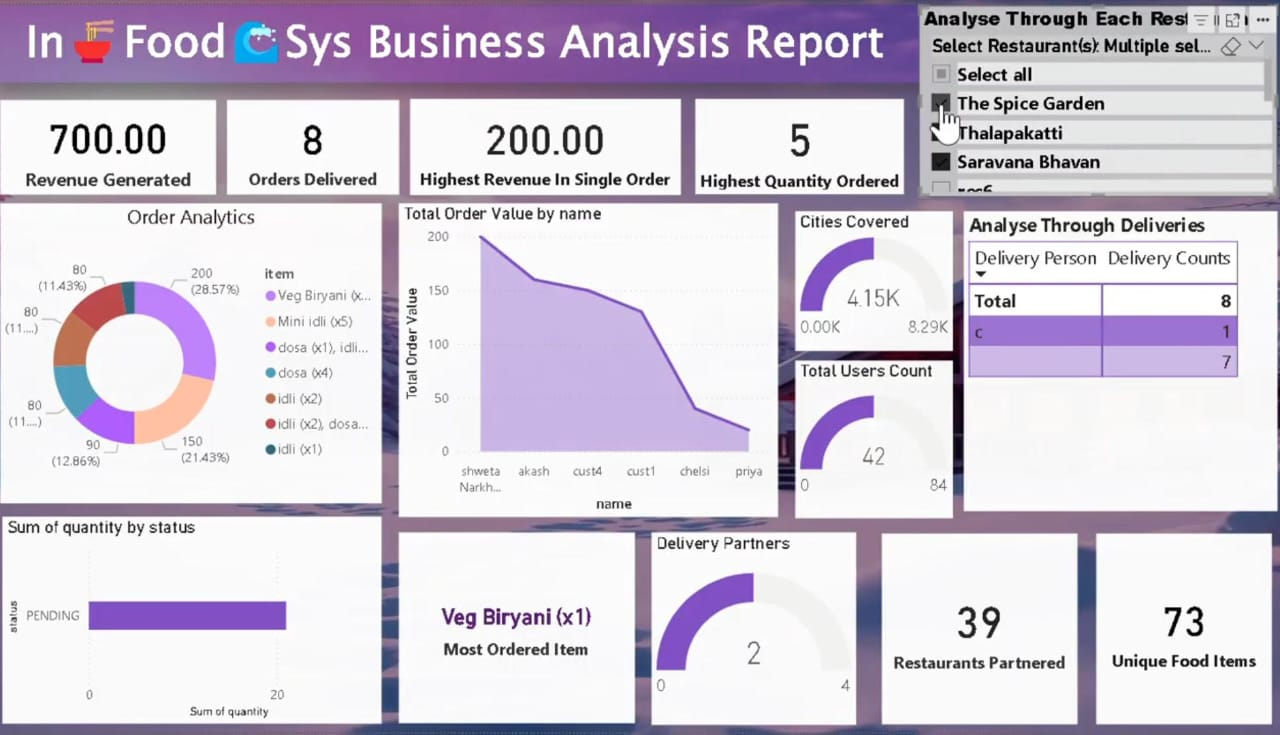 In Food Sys Business Analysis Report
Analyse Through Each Rest
Select Restaurant(s): Multiple sel...
Select all
The Spice Garden
Thalapakatti
Saravana Bhavan
700.00
Revenue Generated
8
Orders Delivered
200.00
Highest Revenue In Single Order
5
Highest Quantity Ordered
Order Analytics
80
(11.43%)
200
(28.57%)
80
(11....)
80
(11....)
90
(12.86%)
150
(21.43%)
item
Veg Biryani (x...
Mini idli (x5)
dosa (x1), idli...
dosa (x4)
idli (x2)
idli (x2), dosa...
idli (x1)
Total Order Value by name
Total Order Value
200
150
100
50
0
shweta Narkh...
akash
cust4
cust1
chelsi
priya
name
Cities Covered
4.15K
0.00K
8.29K
Total Users Count
42
0
84
Analyse Through Deliveries
Delivery Person Delivery Counts
Total 8
c 1
7
Sum of quantity by status
status
PENDING
0
20
Sum of quantity
Veg Biryani (x1)
Most Ordered Item
Delivery Partners
2
0
4
39
Restaurants Partnered
73
Unique Food Items